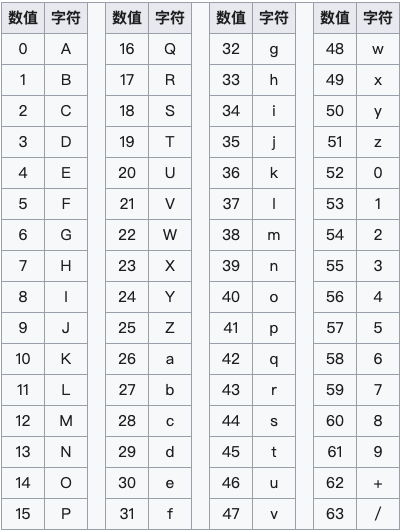 数值 字符 数值 字符 数值 字符 数值 字符
0 A 16 Q 32 g 48 w
1 B 17 R 33 h 49 x
2 C 18 S 34 i 50 y
3 D 19 T 35 j 51 z
4 E 20 U 36 k 52 0
5 F 21 V 37 l 53 1
6 G 22 W 38 m 54 2
7 H 23 X 39 n 55 3
8 I 24 Y 40 o 56 4
9 J 25 Z 41 p 57 5
10 K 26 a 42 q 58 6
11 L 27 b 43 r 59 7
12 M 28 c 44 s 60 8
13 N 29 d 45 t 61 9
14 O 30 e 46 u 62 +
15 P 31 f 47 v 63 /